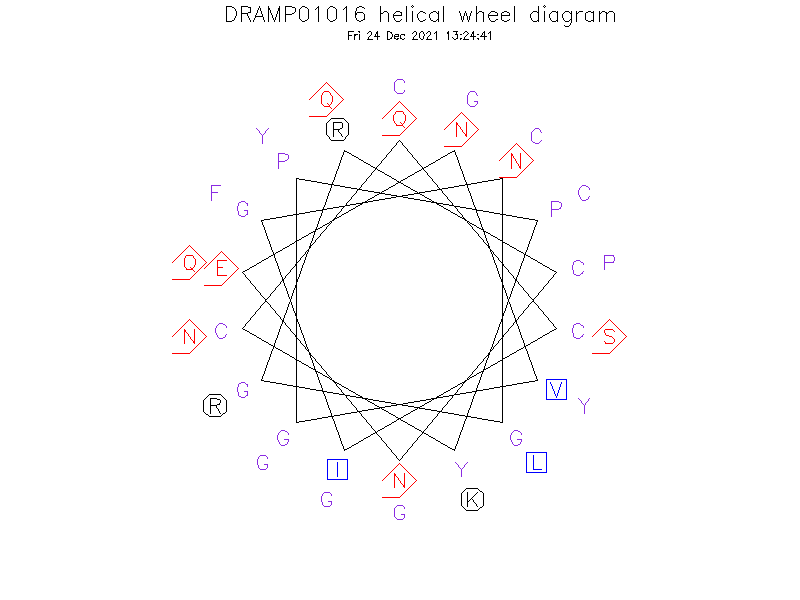 DRAMP01016 helical wheel diagram
Fri 24 Dec 2021 13:24:41
C
Q G
R Q N
Y N C
P
F G P C
Q E C P
N C C S
R G V Y
G G L
G I N Y
G G K